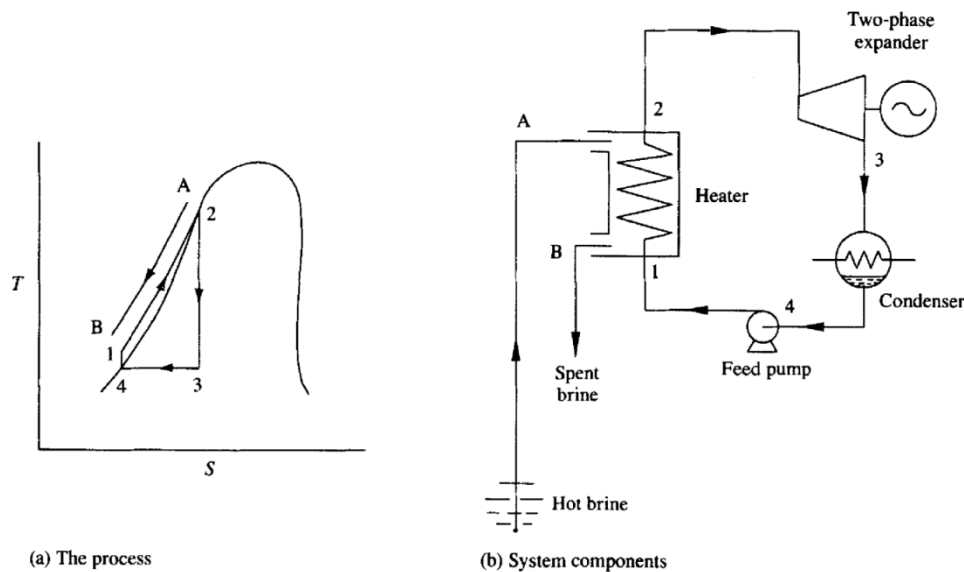 A
2
T
B
1
4
3
S
(a) The process
Two-phase
expander
2
A
3
Heater
B
1
4
Condenser
Feed pump
Spent
brine
Hot brine
(b) System components